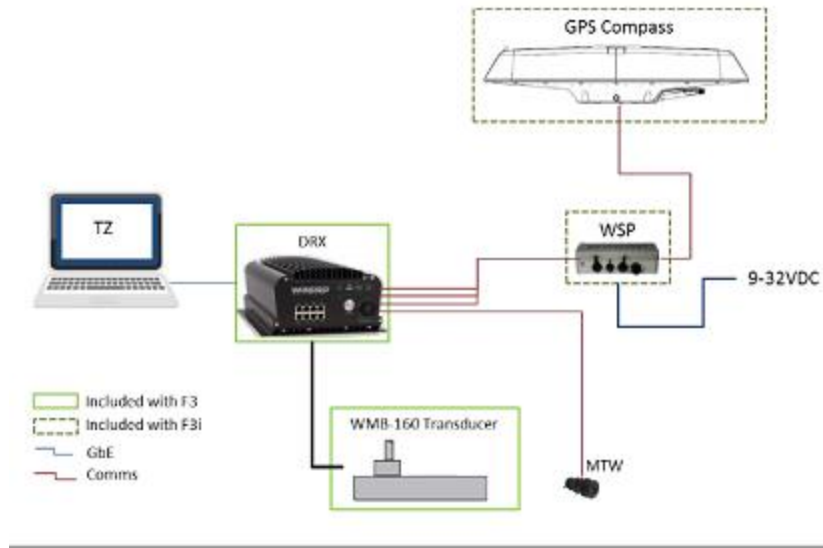 GPS Compass
TZ
DRX
WSP
9-32VDC
WASSP
Included with F3
Included with F3i
GbE
Comms
WMB-160 Transducer
MTW